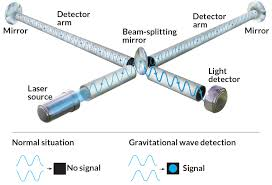 Detector
arm
Mirror
Beam-splitting
mirror
Detector
arm
Mirror
Laser
source
Light
detector
Normal situation
No signal
Gravitational wave detection
Signal